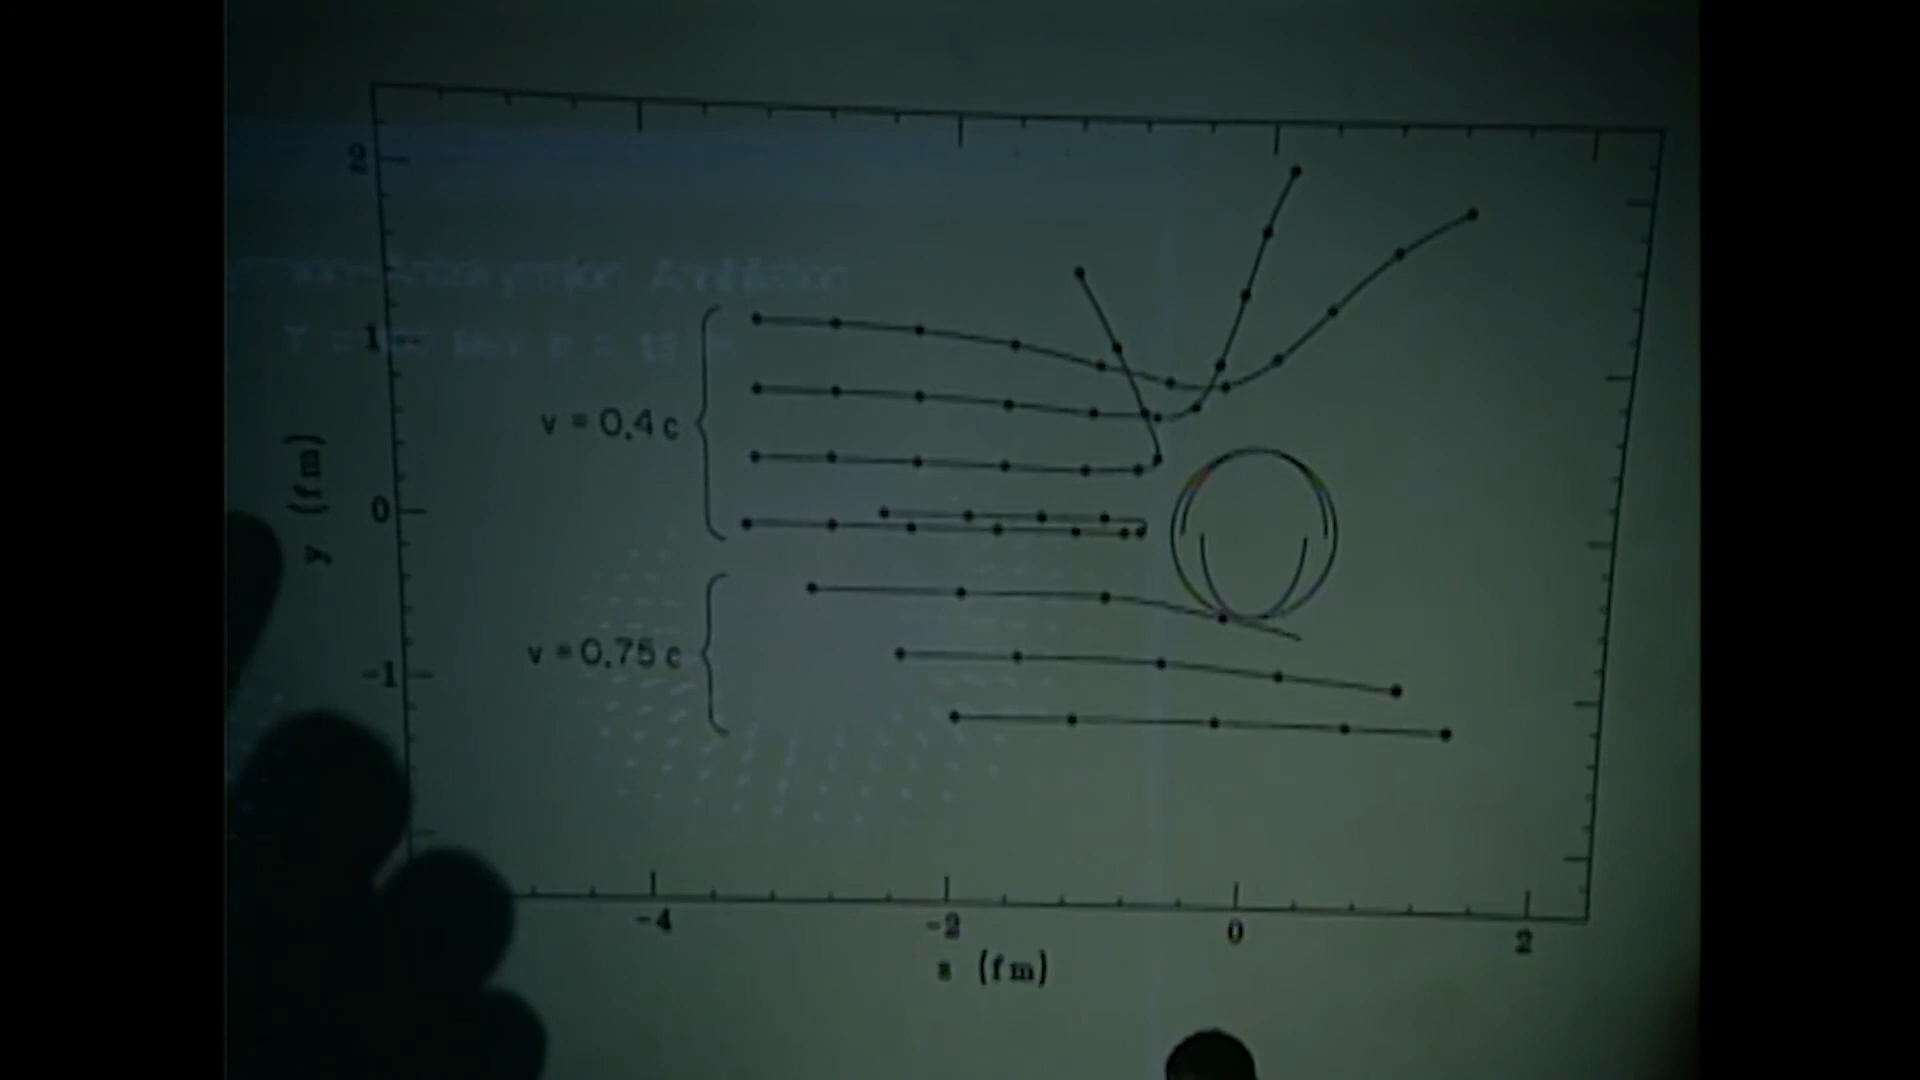 2
1
v = 0.4 c
0
y (fm)
v = 0.75 c
-1
-4
-2
0
2
s (fm)